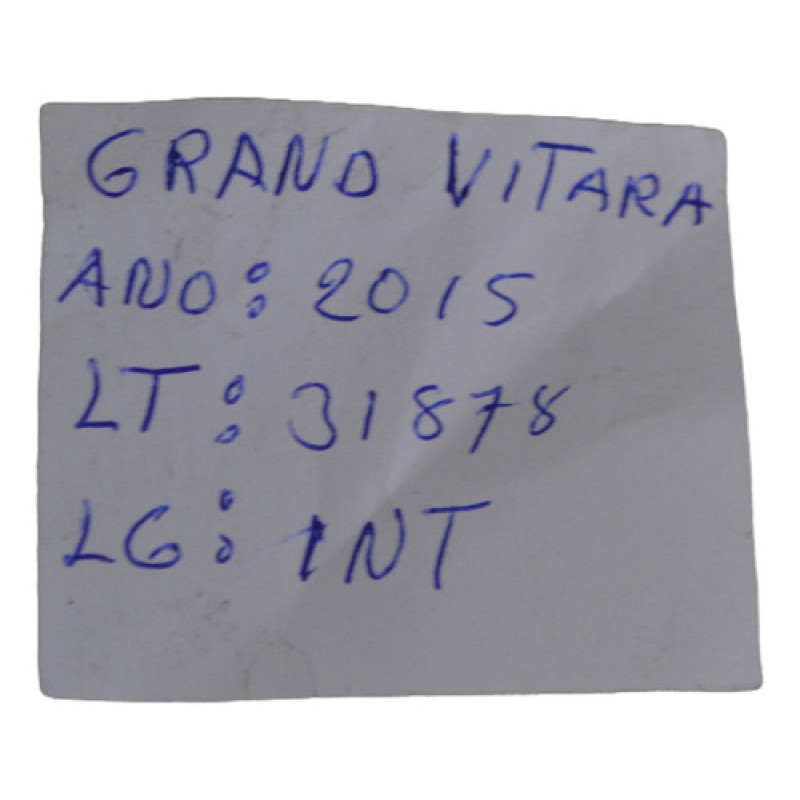 GRAND VITARA
ANO: 2015
LT: 31878
LG: INT